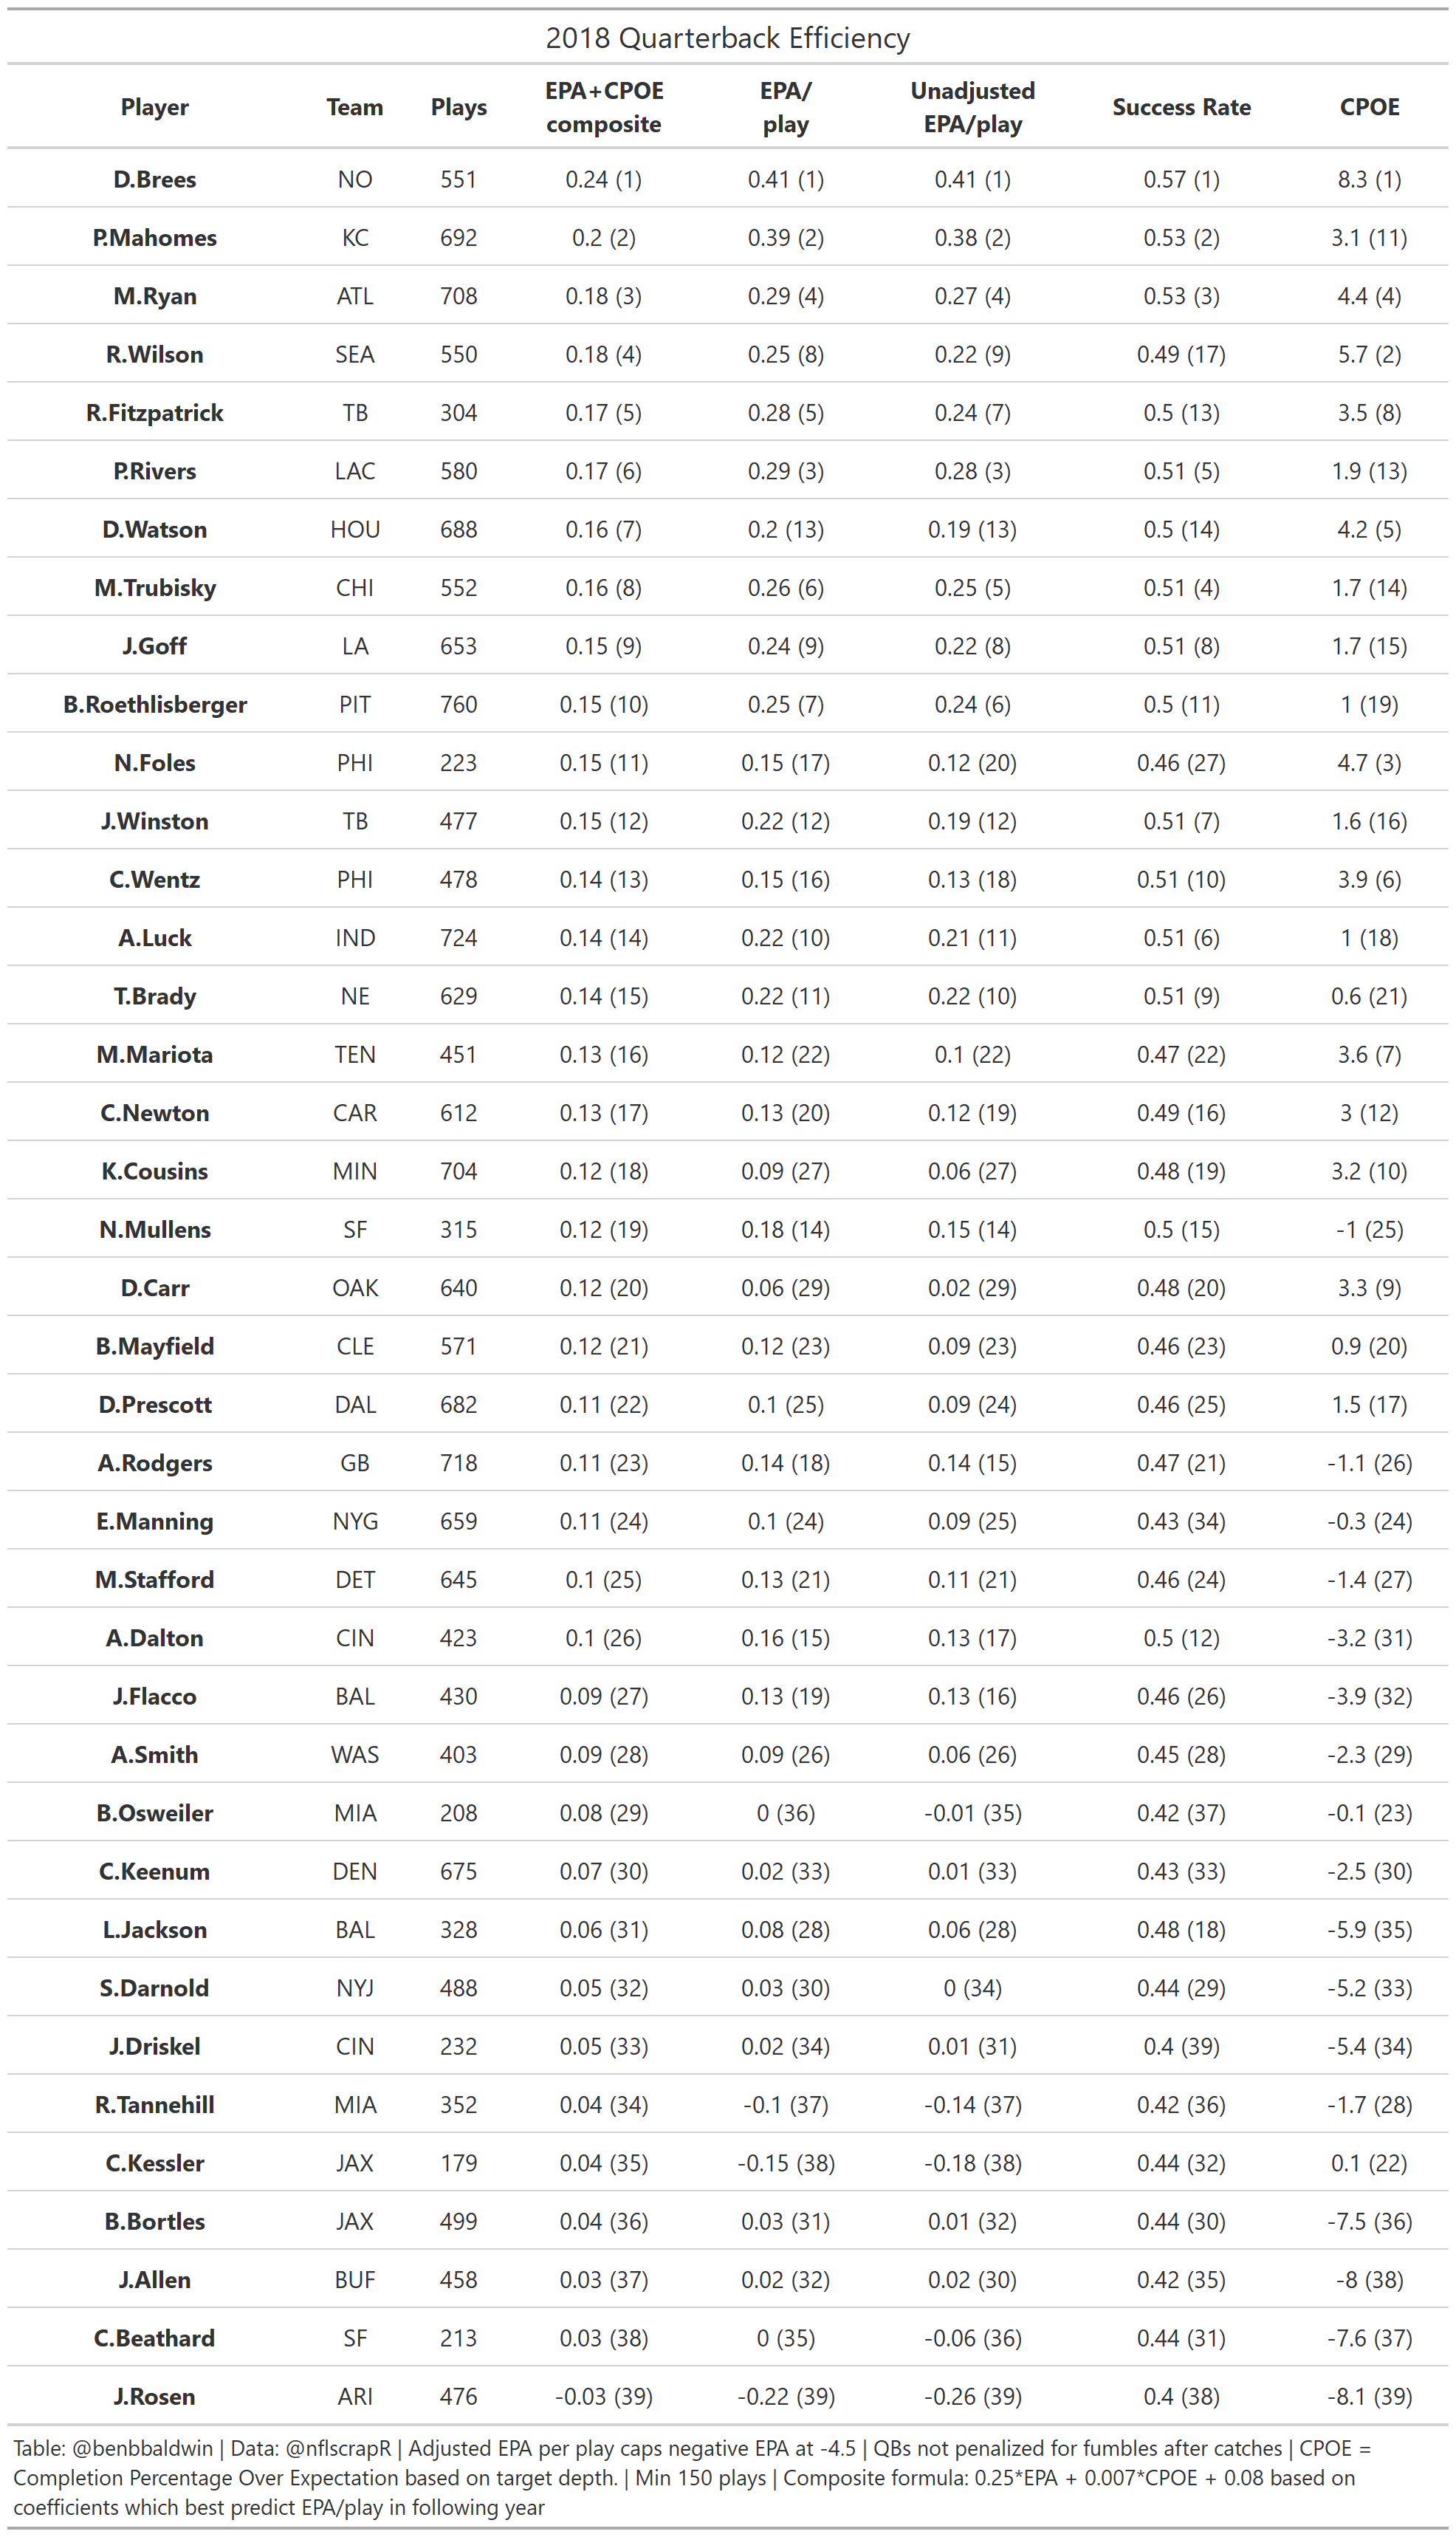 2018 Quarterback Efficiency
Player Team Plays EPA+CPOE composite EPA/ play Unadjusted EPA/play Success Rate CPOE
D.Brees NO 551 0.24 (1) 0.41 (1) 0.41 (1) 0.57 (1) 8.3 (1)
P.Mahomes KC 692 0.2 (2) 0.39 (2) 0.38 (2) 0.53 (2) 3.1 (11)
M.Ryan ATL 708 0.18 (3) 0.29 (4) 0.27 (4) 0.53 (3) 4.4 (4)
R.Wilson SEA 550 0.18 (4) 0.25 (8) 0.22 (9) 0.49 (17) 5.7 (2)
R.Fitzpatrick TB 304 0.17 (5) 0.28 (5) 0.24 (7) 0.5 (13) 3.5 (8)
P.Rivers LAC 580 0.17 (6) 0.29 (3) 0.28 (3) 0.51 (5) 1.9 (13)
D.Watson HOU 688 0.16 (7) 0.2 (13) 0.19 (13) 0.5 (14) 4.2 (5)
M.Trubisky CHI 552 0.16 (8) 0.26 (6) 0.25 (5) 0.51 (4) 1.7 (14)
J.Goff LA 653 0.15 (9) 0.24 (9) 0.22 (8) 0.51 (8) 1.7 (15)
B.Roethlisberger PIT 760 0.15 (10) 0.25 (7) 0.24 (6) 0.5 (11) 1 (19)
N.Foles PHI 223 0.15 (11) 0.15 (17) 0.12 (20) 0.46 (27) 4.7 (3)
J.Winston TB 477 0.15 (12) 0.22 (12) 0.19 (12) 0.51 (7) 1.6 (16)
C.Wentz PHI 478 0.14 (13) 0.15 (16) 0.13 (18) 0.51 (10) 3.9 (6)
A.Luck IND 724 0.14 (14) 0.22 (10) 0.21 (11) 0.51 (6) 1 (18)
T.Brady NE 629 0.14 (15) 0.22 (11) 0.22 (10) 0.51 (9) 0.6 (21)
M.Mariota TEN 451 0.13 (16) 0.12 (22) 0.1 (22) 0.47 (22) 3.6 (7)
C.Newton CAR 612 0.13 (17) 0.13 (20) 0.12 (19) 0.49 (16) 3 (12)
K.Cousins MIN 704 0.12 (18) 0.09 (27) 0.06 (27) 0.48 (19) 3.2 (10)
N.Mullens SF 315 0.12 (19) 0.18 (14) 0.15 (14) 0.5 (15) -1 (25)
D.Carr OAK 640 0.12 (20) 0.06 (29) 0.02 (29) 0.48 (20) 3.3 (9)
B.Mayfield CLE 571 0.12 (21) 0.12 (23) 0.09 (23) 0.46 (23) 0.9 (20)
D.Prescott DAL 682 0.11 (22) 0.1 (25) 0.09 (24) 0.46 (25) 1.5 (17)
A.Rodgers GB 718 0.11 (23) 0.14 (18) 0.14 (15) 0.47 (21) -1.1 (26)
E.Manning NYG 659 0.11 (24) 0.1 (24) 0.09 (25) 0.43 (34) -0.3 (24)
M.Stafford DET 645 0.1 (25) 0.13 (21) 0.11 (21) 0.46 (24) -1.4 (27)
A.Dalton CIN 423 0.1 (26) 0.16 (15) 0.13 (17) 0.5 (12) -3.2 (31)
J.Flacco BAL 430 0.09 (27) 0.13 (19) 0.13 (16) 0.46 (26) -3.9 (32)
A.Smith WAS 403 0.09 (28) 0.09 (26) 0.06 (26) 0.45 (28) -2.3 (29)
B.Osweiler MIA 208 0.08 (29) 0 (36) -0.01 (35) 0.42 (37) -0.1 (23)
C.Keenum DEN 675 0.07 (30) 0.02 (33) 0.01 (33) 0.43 (33) -2.5 (30)
L.Jackson BAL 328 0.06 (31) 0.08 (28) 0.06 (28) 0.48 (18) -5.9 (35)
S.Darnold NYJ 488 0.05 (32) 0.03 (30) 0 (34) 0.44 (29) -5.2 (33)
J.Driskel CIN 232 0.05 (33) 0.02 (34) 0.01 (31) 0.4 (39) -5.4 (34)
R.Tannehill MIA 352 0.04 (34) -0.1 (37) -0.14 (37) 0.42 (36) -1.7 (28)
C.Kessler JAX 179 0.04 (35) -0.15 (38) -0.18 (38) 0.44 (32) 0.1 (22)
B.Bortles JAX 499 0.04 (36) 0.03 (31) 0.01 (32) 0.44 (30) -7.5 (36)
J.Allen BUF 458 0.03 (37) 0.02 (32) 0.02 (30) 0.42 (35) -8 (38)
C.Beathard SF 213 0.03 (38) 0 (35) -0.06 (36) 0.44 (31) -7.6 (37)
J.Rosen ARI 476 -0.03 (39) -0.22 (39) -0.26 (39) 0.4 (38) -8.1 (39)
Table: @benbbaldwin | Data: @nflscrapR | Adjusted EPA per play caps negative EPA at -4.5 | QBs not penalized for fumbles after catches | CPOE =
Completion Percentage Over Expectation based on target depth. | Min 150 plays | Composite formula: 0.25*EPA + 0.007*CPOE + 0.08 based on
coefficients which best predict EPA/play in following year